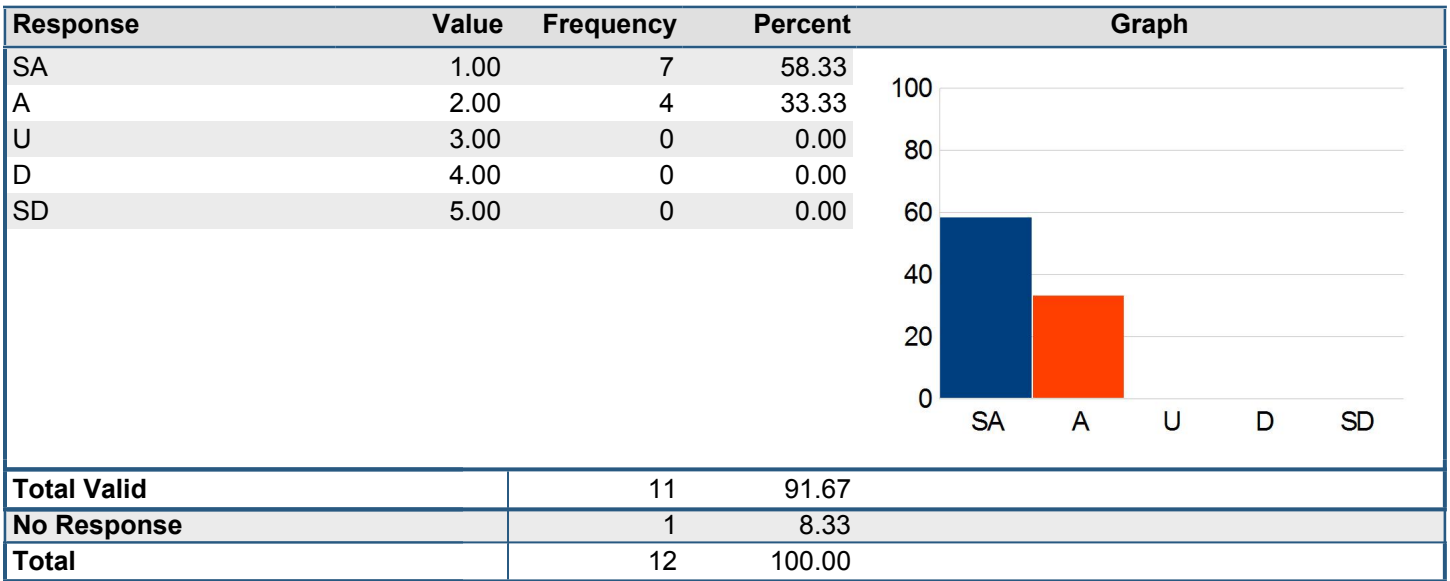 Response Value Frequency Percent Graph
SA 1.00 7 58.33
A 2.00 4 33.33
U 3.00 0 0.00
D 4.00 0 0.00
SD 5.00 0 0.00
100
80
60
40
20
0
SA A U D SD
Total Valid 11 91.67
No Response 1 8.33
Total 12 100.00